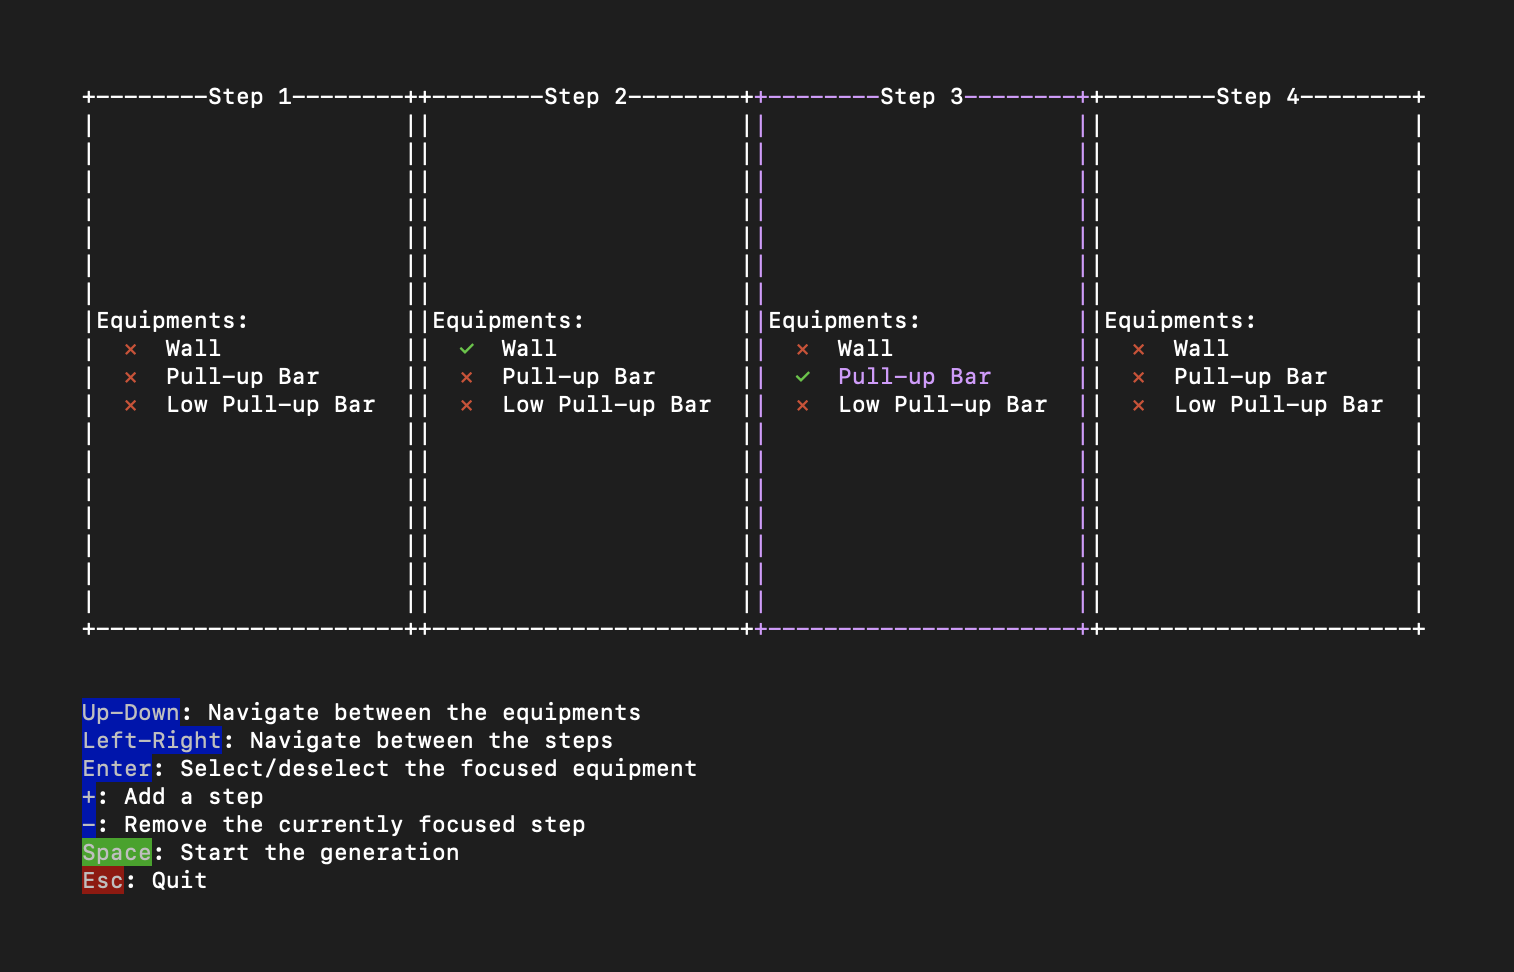 Step 1 Step 2 Step 3 Step 4
Equipments: Equipments: Equipments: Equipments:
✗ Wall ✓ Wall ✗ Wall ✗ Wall
✗ Pull-up Bar ✗ Pull-up Bar ✓ Pull-up Bar ✗ Pull-up Bar
✗ Low Pull-up Bar ✗ Low Pull-up Bar ✗ Low Pull-up Bar ✗ Low Pull-up Bar
Up-Down: Navigate between the equipments
Left-Right: Navigate between the steps
Enter: Select/deselect the focused equipment
+: Add a step
-: Remove the currently focused step
Space: Start the generation
Esc: Quit